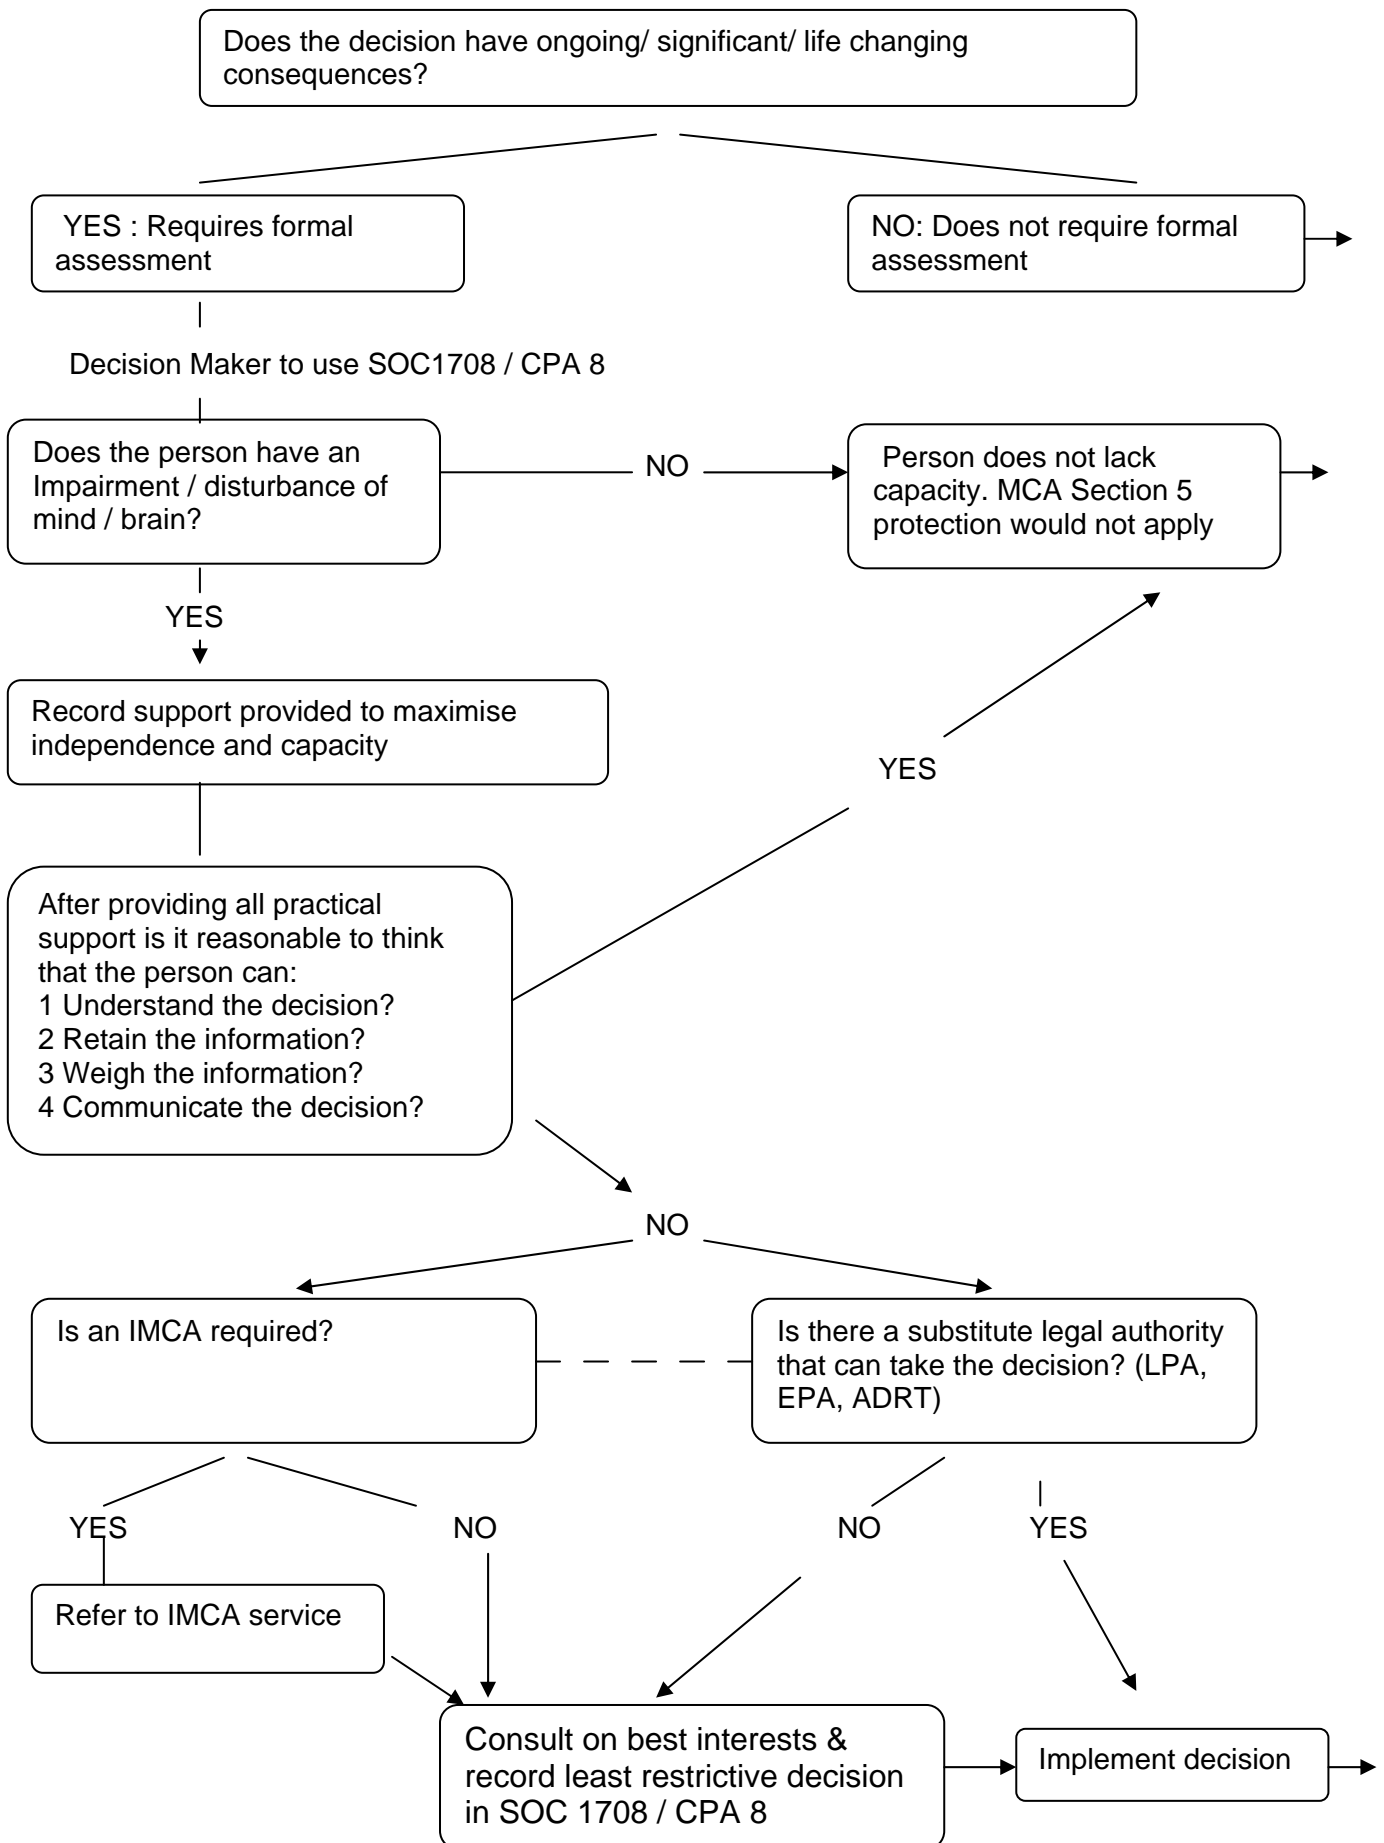 Does the decision have ongoing/ significant/ life changing
consequences?
YES : Requires formal
assessment
NO: Does not require formal
assessment
Decision Maker to use SOC1708 / CPA 8
Does the person have an
Impairment / disturbance of
mind / brain?
NO
Person does not lack
capacity. MCA Section 5
protection would not apply
YES
Record support provided to maximise
independence and capacity
YES
After providing all practical
support is it reasonable to think
that the person can:
1 Understand the decision?
2 Retain the information?
3 Weigh the information?
4 Communicate the decision?
NO
Is an IMCA required?
Is there a substitute legal authority
that can take the decision? (LPA,
EPA, ADRT)
YES
NO
NO
YES
Refer to IMCA service
Consult on best interests &
record least restrictive decision
in SOC 1708 / CPA 8
Implement decision